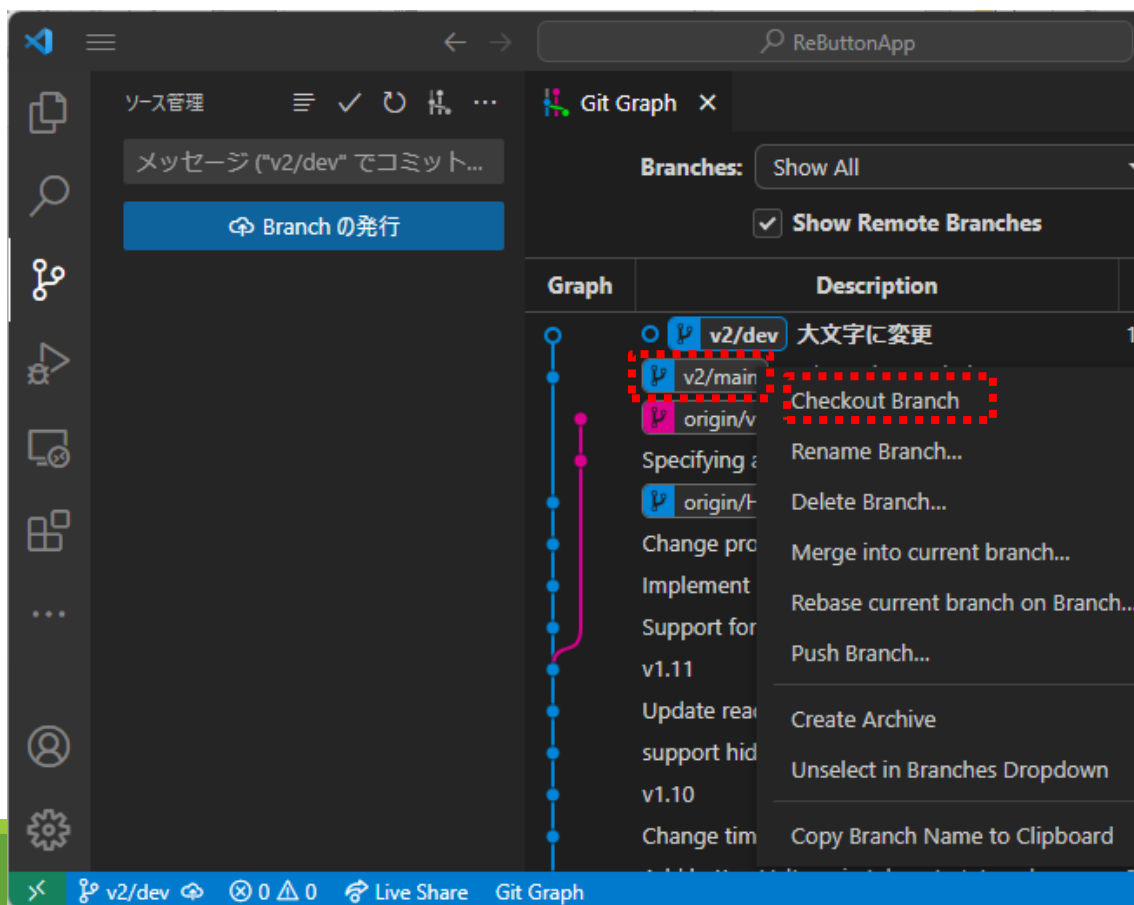 ReButtonApp
ソース管理
メッセージ ("v2/dev" でコミット...
Branch の発行
Git Graph
Branches: Show All
Show Remote Branches
Graph Description
v2/dev 大文字に変更 1
v2/main
origin/v
Specifying a
origin/H
Change pro
Implement
Support for
v1.11
Update read
support hid
v1.10
Change tim
Checkout Branch
Rename Branch...
Delete Branch...
Merge into current branch...
Rebase current branch on Branch...
Push Branch...
Create Archive
Unselect in Branches Dropdown
Copy Branch Name to Clipboard
v2/dev 0 0 Live Share Git Graph